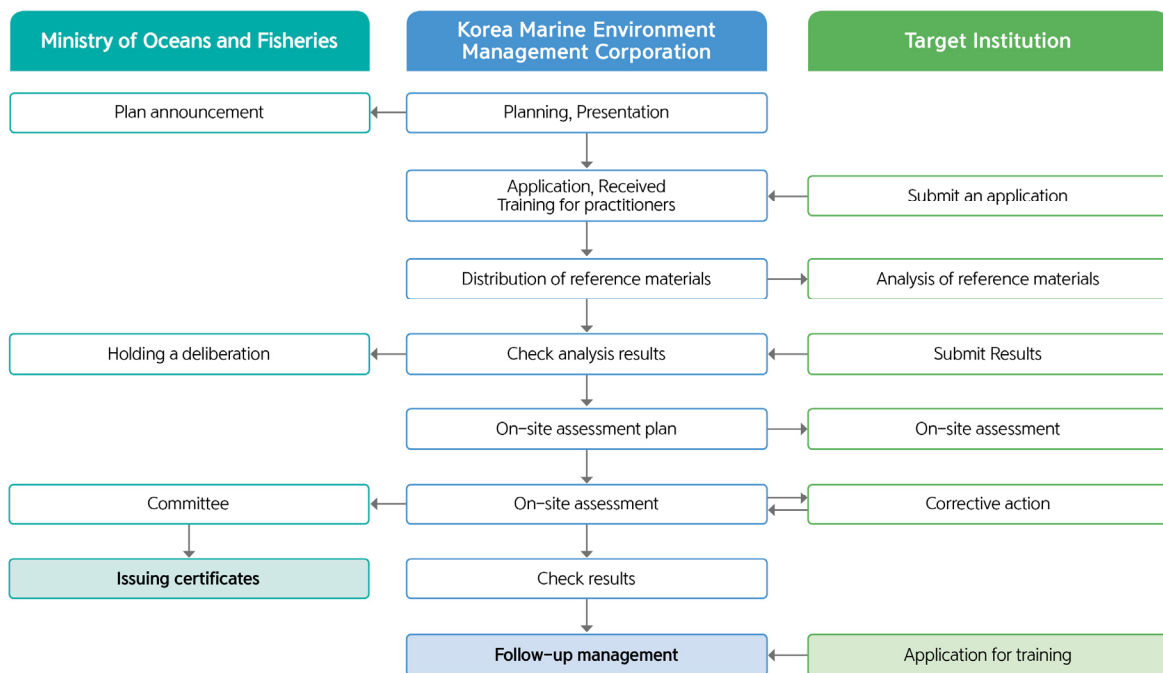 Ministry of Oceans and Fisheries
Korea Marine Environment
Management Corporation
Target Institution
Plan announcement
Planning, Presentation
Application, Received
Training for practitioners
Submit an application
Distribution of reference materials
Analysis of reference materials
Holding a deliberation
Check analysis results
Submit Results
On-site assessment plan
On-site assessment
Committee
On-site assessment
Corrective action
Issuing certificates
Check results
Follow-up management
Application for training